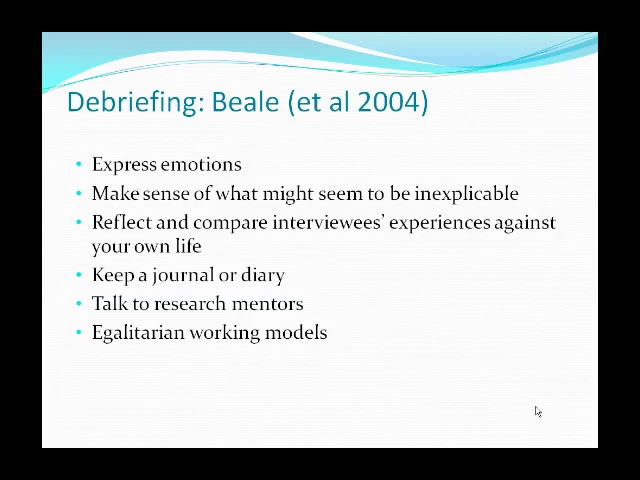 Debriefing: Beale (et al 2004)
• Express emotions
• Make sense of what might seem to be inexplicable
• Reflect and compare interviewees’ experiences against
your own life
• Keep a journal or diary
• Talk to research mentors
• Egalitarian working models